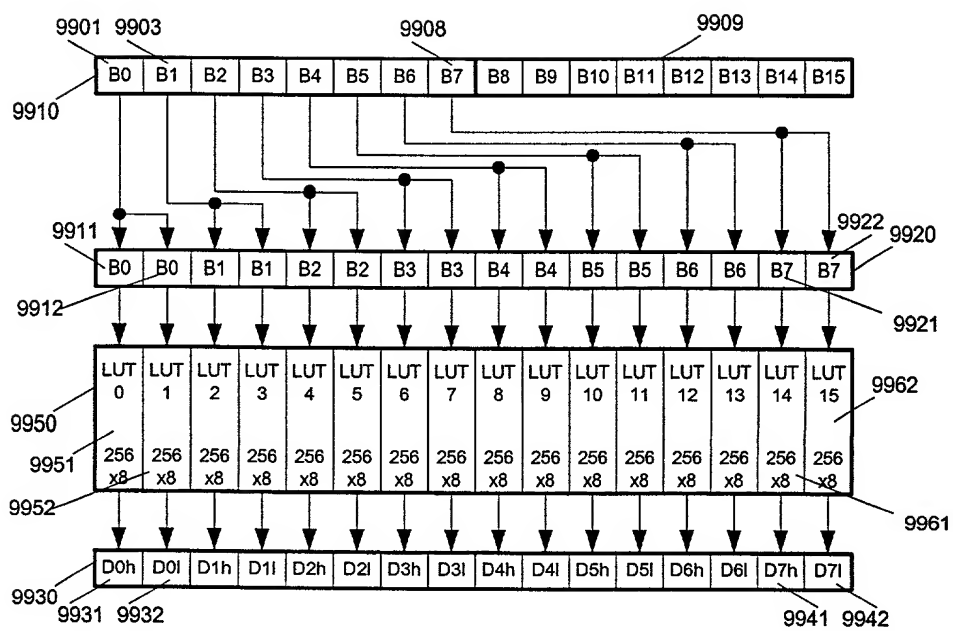 9901 9903 9908 9909
B0 B1 B2 B3 B4 B5 B6 B7 B8 B9 B10 B11 B12 B13 B14 B15
9910
9911 9922
9920
B0 B0 B1 B1 B2 B2 B3 B3 B4 B4 B5 B5 B6 B6 B7 B7
9912 9921
LUT LUT LUT LUT LUT LUT LUT LUT LUT LUT LUT LUT LUT LUT LUT LUT
0 1 2 3 4 5 6 7 8 9 10 11 12 13 14 15
9950 9962
9951
256 256 256 256 256 256 256 256 256 256 256 256 256 256 256 256
x8 x8 x8 x8 x8 x8 x8 x8 x8 x8 x8 x8 x8 x8 x8 x8
9952 9961
D0h D0l D1h D1l D2h D2l D3h D3l D4h D4l D5h D5l D6h D6l D7h D7l
9930
9931 9932 9941 9942